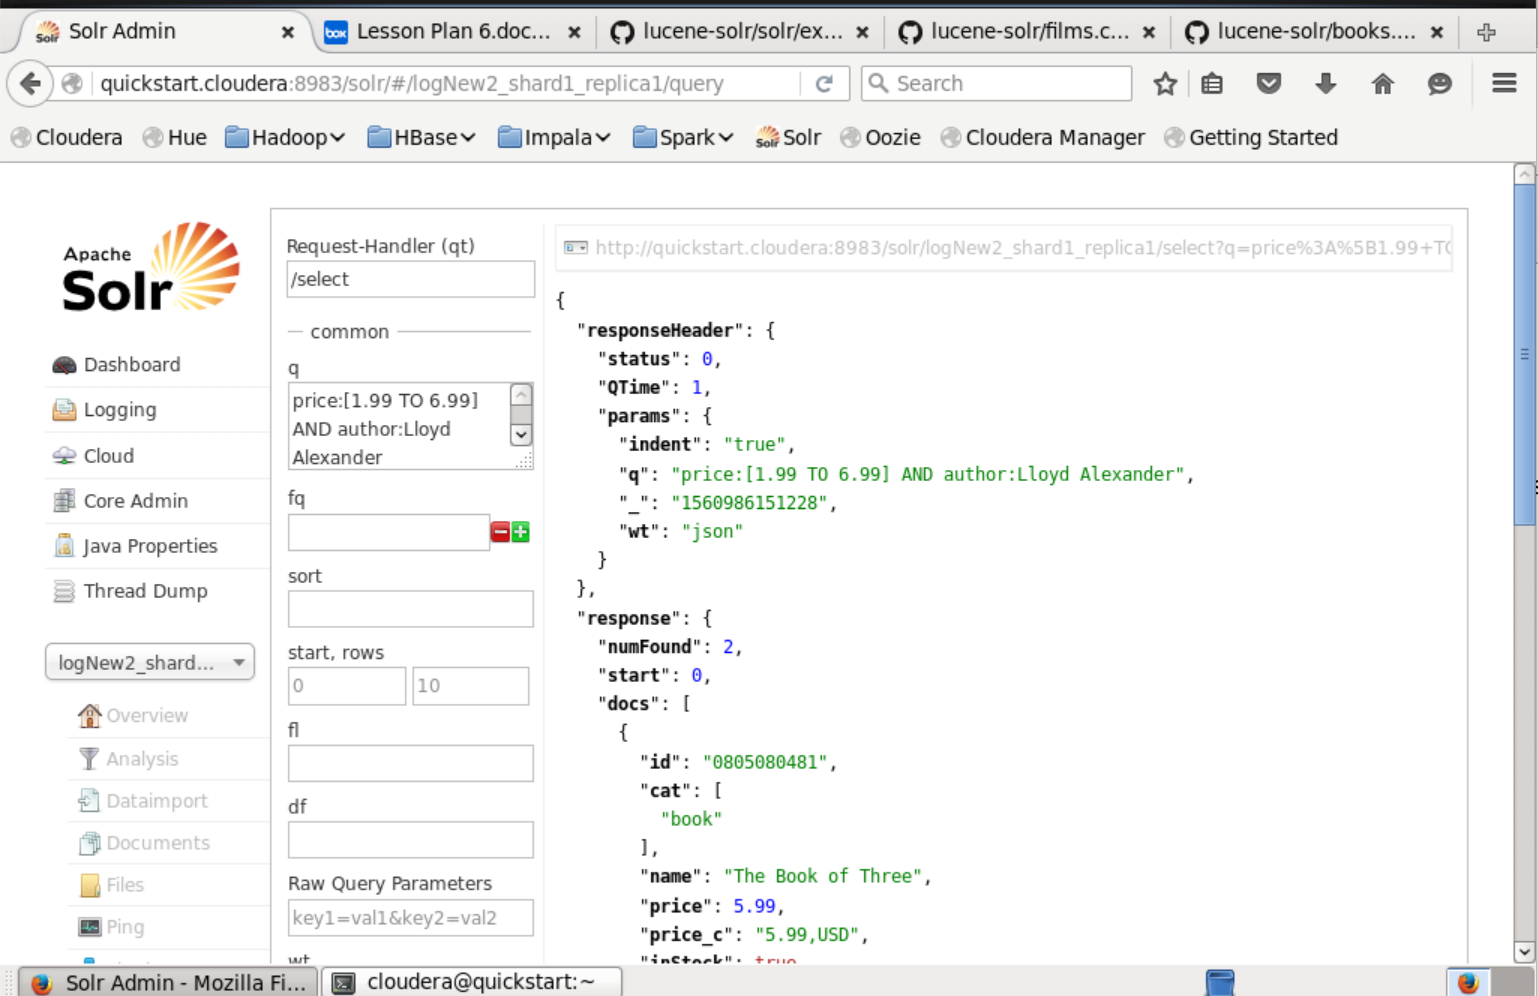 Solr Admin
Lesson Plan 6.doc...
lucene-solr/solr/ex...
lucene-solr/films.c...
lucene-solr/books....
quickstart.cloudera:8983/solr/#/logNew2_shard1_replica1/query
Search
Cloudera
Hue
Hadoop
HBase
Impala
Spark
Solr
Oozie
Cloudera Manager
Getting Started
Apache
Solr
Dashboard
Logging
Cloud
Core Admin
Java Properties
Thread Dump
logNew2_shard...
Overview
Analysis
Dataimport
Documents
Files
Ping
Request-Handler (qt)
/select
common
q
price:[1.99 TO 6.99]
AND author:Lloyd
Alexander
fq
sort
start, rows
0
10
fl
df
Raw Query Parameters
key1=val1&key2=val2
wt
http://quickstart.cloudera:8983/solr/logNew2_shard1_replica1/select?q=price%3A%5B1.99+TO
{
"responseHeader": {
"status": 0,
"QTime": 1,
"params": {
"indent": "true",
"q": "price:[1.99 TO 6.99] AND author:Lloyd Alexander",
"_": "1560986151228",
"wt": "json"
}
},
"response": {
"numFound": 2,
"start": 0,
"docs": [
{
"id": "0805080481",
"cat": [
"book"
],
"name": "The Book of Three",
"price": 5.99,
"price_c": "5.99,USD",
"inStock": true,
Solr Admin - Mozilla Fi...
cloudera@quickstart:~